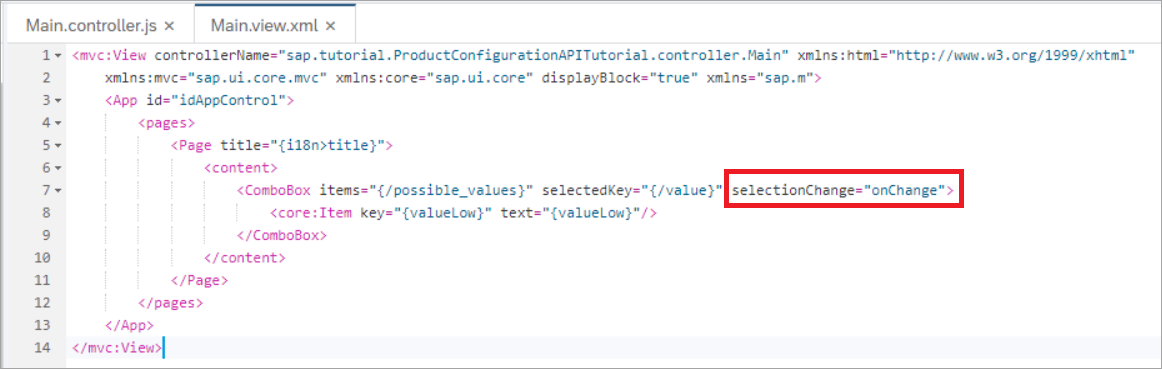 Main.controller.js × Main.view.xml ×
1 <mvc:View controllerName="sap.tutorial.ProductConfigurationAPITutorial.controller.Main" xmlns:html="http://www.w3.org/1999/xhtml"
2 xmlns:mvc="sap.ui.core.mvc" xmlns:core="sap.ui.core" displayBlock="true" xmlns="sap.m">
3 <App id="idAppControl">
4 <pages>
5 <Page title="{i18n>title}">
6 <content>
7 <ComboBox items="{/possible_values}" selectedKey="{/value}" selectionChange="onChange">
8 <core:Item key="{valueLow}" text="{valueLow}"/>
9 </ComboBox>
10 </content>
11 </Page>
12 </pages>
13 </App>
14 </mvc:View>